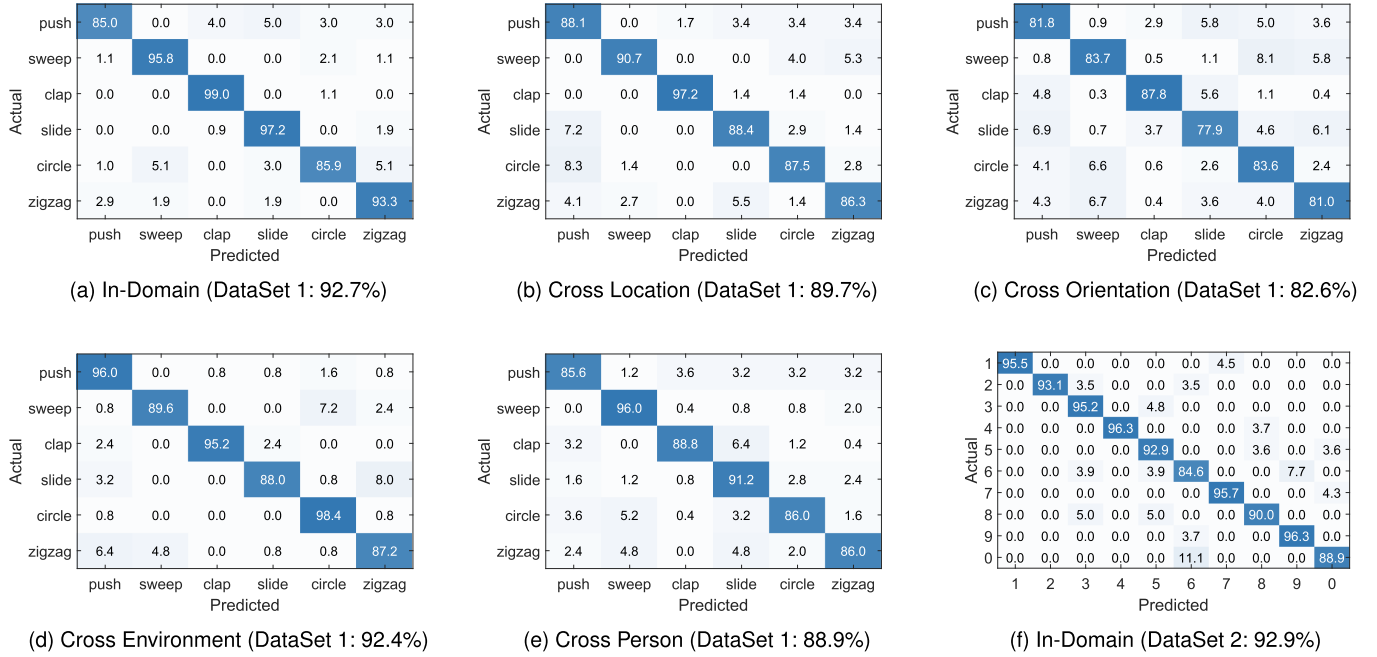 push 85.0 0.0 4.0 5.0 3.0 3.0
sweep 1.1 95.8 0.0 0.0 2.1 1.1
clap 0.0 0.0 99.0 0.0 1.1 0.0
slide 0.0 0.0 0.9 97.2 0.0 1.9
circle 1.0 5.1 0.0 3.0 85.9 5.1
zigzag 2.9 1.9 0.0 1.9 0.0 93.3
Actual
push sweep clap slide circle zigzag
Predicted
(a) In-Domain (DataSet 1: 92.7%)
push 88.1 0.0 1.7 3.4 3.4 3.4
sweep 0.0 90.7 0.0 0.0 4.0 5.3
clap 0.0 0.0 97.2 1.4 1.4 0.0
slide 7.2 0.0 0.0 88.4 2.9 1.4
circle 8.3 1.4 0.0 0.0 87.5 2.8
zigzag 4.1 2.7 0.0 5.5 1.4 86.3
Actual
push sweep clap slide circle zigzag
Predicted
(b) Cross Location (DataSet 1: 89.7%)
push 81.8 0.9 2.9 5.8 5.0 3.6
sweep 0.8 83.7 0.5 1.1 8.1 5.8
clap 4.8 0.3 87.8 5.6 1.1 0.4
slide 6.9 0.7 3.7 77.9 4.6 6.1
circle 4.1 6.6 0.6 2.6 83.6 2.4
zigzag 4.3 6.7 0.4 3.6 4.0 81.0
Actual
push sweep clap slide circle zigzag
Predicted
(c) Cross Orientation (DataSet 1: 82.6%)
push 96.0 0.0 0.8 0.8 1.6 0.8
sweep 0.8 89.6 0.0 0.0 7.2 2.4
clap 2.4 0.0 95.2 2.4 0.0 0.0
slide 3.2 0.0 0.8 88.0 0.0 8.0
circle 0.8 0.0 0.0 0.0 98.4 0.8
zigzag 6.4 4.8 0.0 0.8 0.8 87.2
Actual
push sweep clap slide circle zigzag
Predicted
(d) Cross Environment (DataSet 1: 92.4%)
push 85.6 1.2 3.6 3.2 3.2 3.2
sweep 0.0 96.0 0.4 0.8 0.8 2.0
clap 3.2 0.0 88.8 6.4 1.2 0.4
slide 1.6 1.2 0.8 91.2 2.8 2.4
circle 3.6 5.2 0.4 3.2 86.0 1.6
zigzag 2.4 4.8 0.0 4.8 2.0 86.0
Actual
push sweep clap slide circle zigzag
Predicted
(e) Cross Person (DataSet 1: 88.9%)
1 95.5 0.0 0.0 0.0 0.0 0.0 4.5 0.0 0.0 0.0
2 0.0 93.1 3.5 0.0 0.0 3.5 0.0 0.0 0.0 0.0
3 0.0 0.0 95.2 0.0 4.8 0.0 0.0 0.0 0.0 0.0
4 0.0 0.0 0.0 96.3 0.0 0.0 0.0 3.7 0.0 0.0
5 0.0 0.0 0.0 0.0 92.9 0.0 0.0 3.6 0.0 3.6
6 0.0 0.0 3.9 0.0 3.9 84.6 0.0 0.0 7.7 0.0
7 0.0 0.0 0.0 0.0 0.0 0.0 95.7 0.0 0.0 4.3
8 0.0 0.0 5.0 0.0 5.0 0.0 0.0 90.0 0.0 0.0
9 0.0 0.0 0.0 0.0 0.0 3.7 0.0 0.0 96.3 0.0
0 0.0 0.0 0.0 0.0 0.0 11.1 0.0 0.0 0.0 88.9
Actual
1 2 3 4 5 6 7 8 9 0
Predicted
(f) In-Domain (DataSet 2: 92.9%)